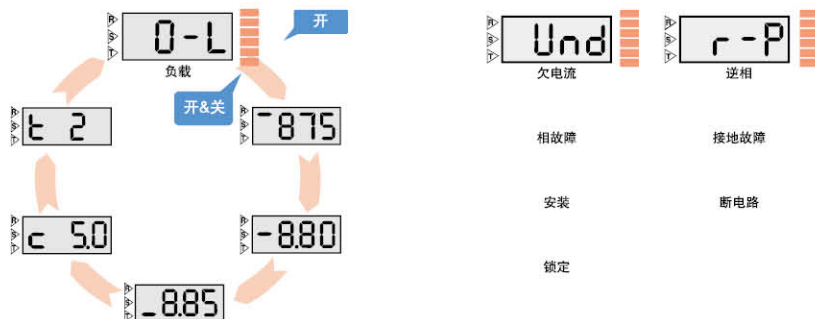 R
S
T
0-L
负载
开
开&关
R
S
T
¯875
R
S
T
-8.80
R
S
T
_8.85
R
S
T
c 5.0
R
S
T
t 2
R
S
T
Und
欠电流
R
S
T
r-P
逆相
相故障
接地故障
安装
断电路
锁定